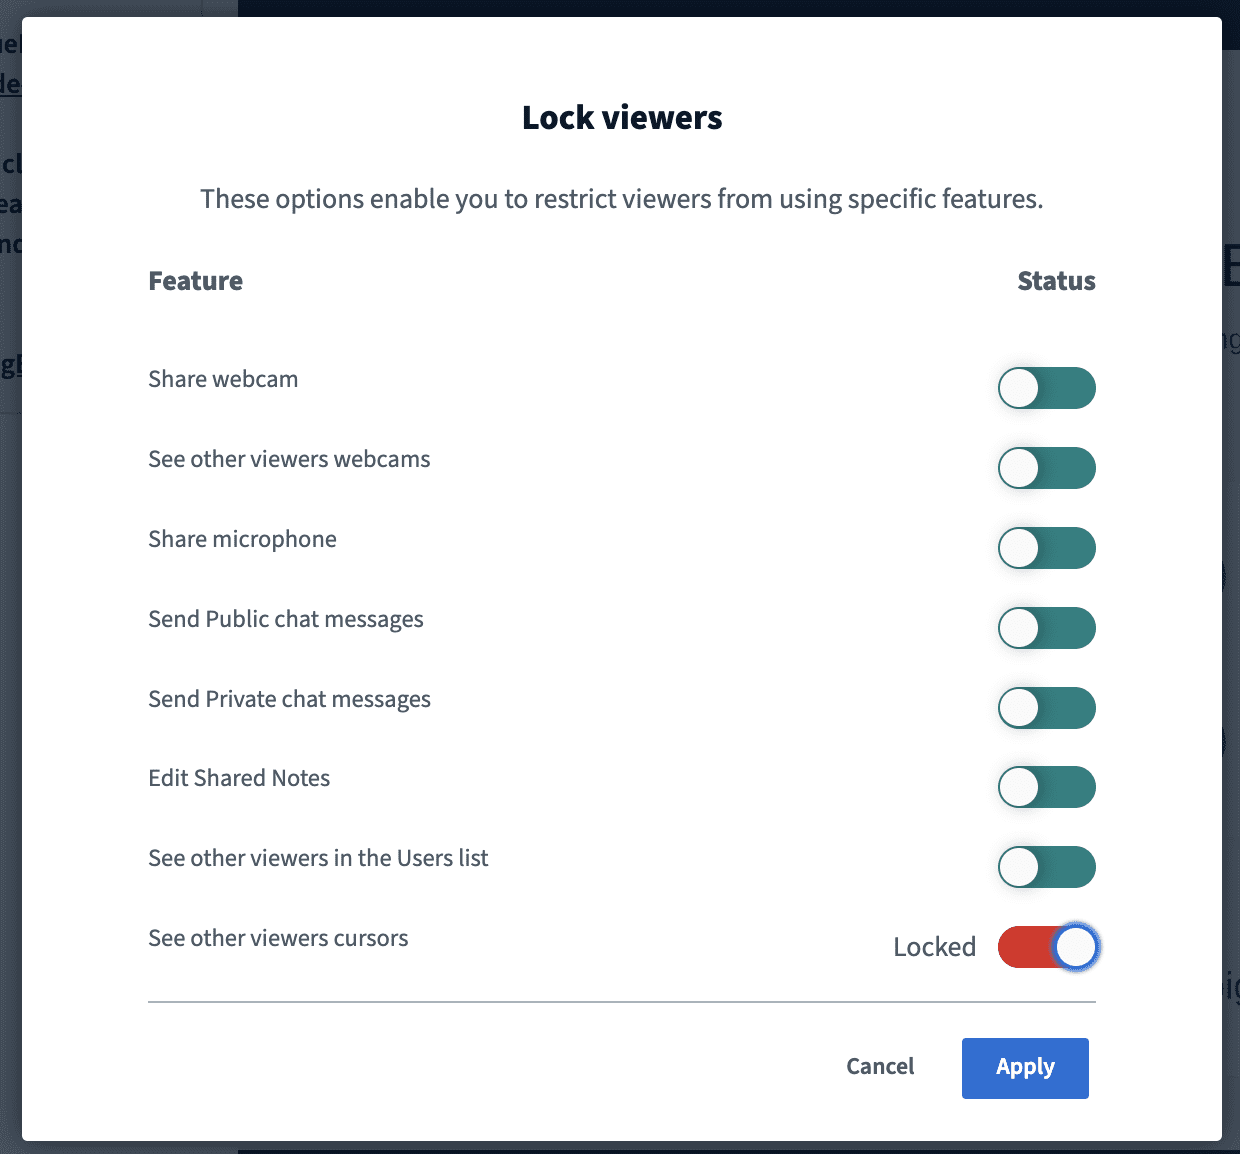 Lock viewers
These options enable you to restrict viewers from using specific features.
Feature Status
Share webcam
See other viewers webcams
Share microphone
Send Public chat messages
Send Private chat messages
Edit Shared Notes
See other viewers in the Users list
See other viewers cursors Locked
Cancel Apply